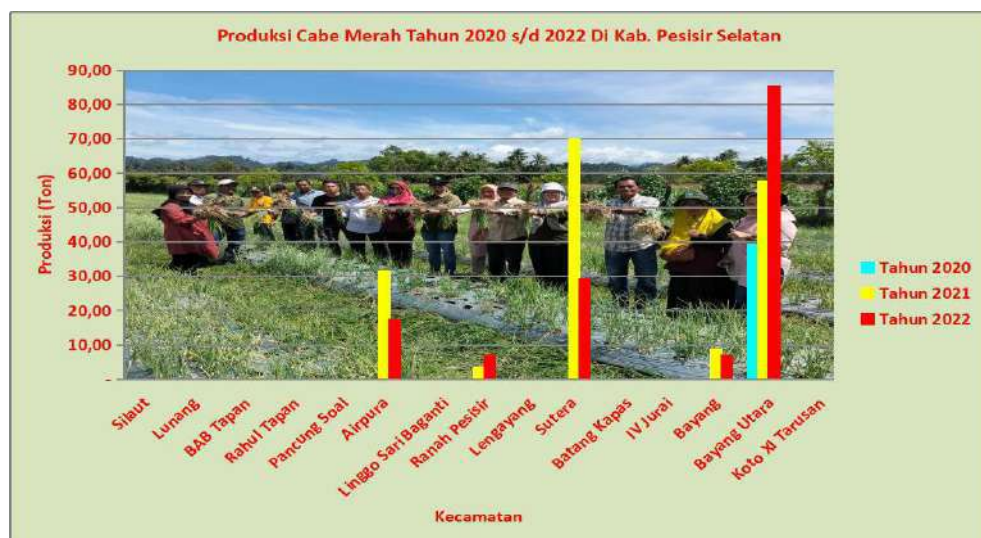 Produksi Cabe Merah Tahun 2020 s/d 2022 Di Kab. Pesisir Selatan
90,00
80,00
70,00
60,00
50,00
40,00
30,00
20,00
10,00
-
Produksi (Ton)
Silaut
Lunang
BAB Tapan
Rahul Tapan
Pancung Soal
Airpura
Linggo Sari Baganti
Ranah Pesisir
Lengayang
Sutera
Batang Kapas
IV Jurai
Bayang
Bayang Utara
Koto XI Tarusan
Kecamatan
Tahun 2020
Tahun 2021
Tahun 2022